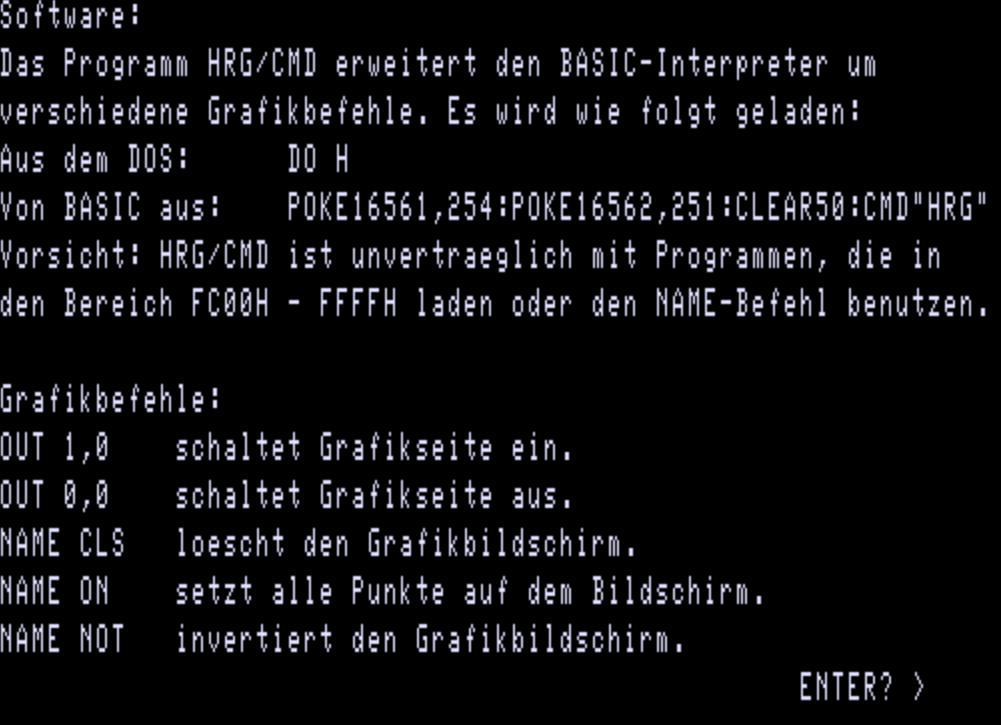 Software:
Das Programm HRG/CMD erweitert den BASIC-Interpreter um
verschiedene Grafikbefehle. Es wird wie folgt geladen:
Aus dem DOS:      DO H
Von BASIC aus:    POKE16561,254:POKE16562,251:CLEAR50:CMD"HRG"
Vorsicht: HRG/CMD ist unvertraeglich mit Programmen, die in
den Bereich FC00H - FFFFH laden oder den NAME-Befehl benutzen.

Grafikbefehle:
OUT 1,0    schaltet Grafikseite ein.
OUT 0,0    schaltet Grafikseite aus.
NAME CLS   loescht den Grafikbildschirm.
NAME ON    setzt alle Punkte auf dem Bildschirm.
NAME NOT   invertiert den Grafikbildschirm.
ENTER? >